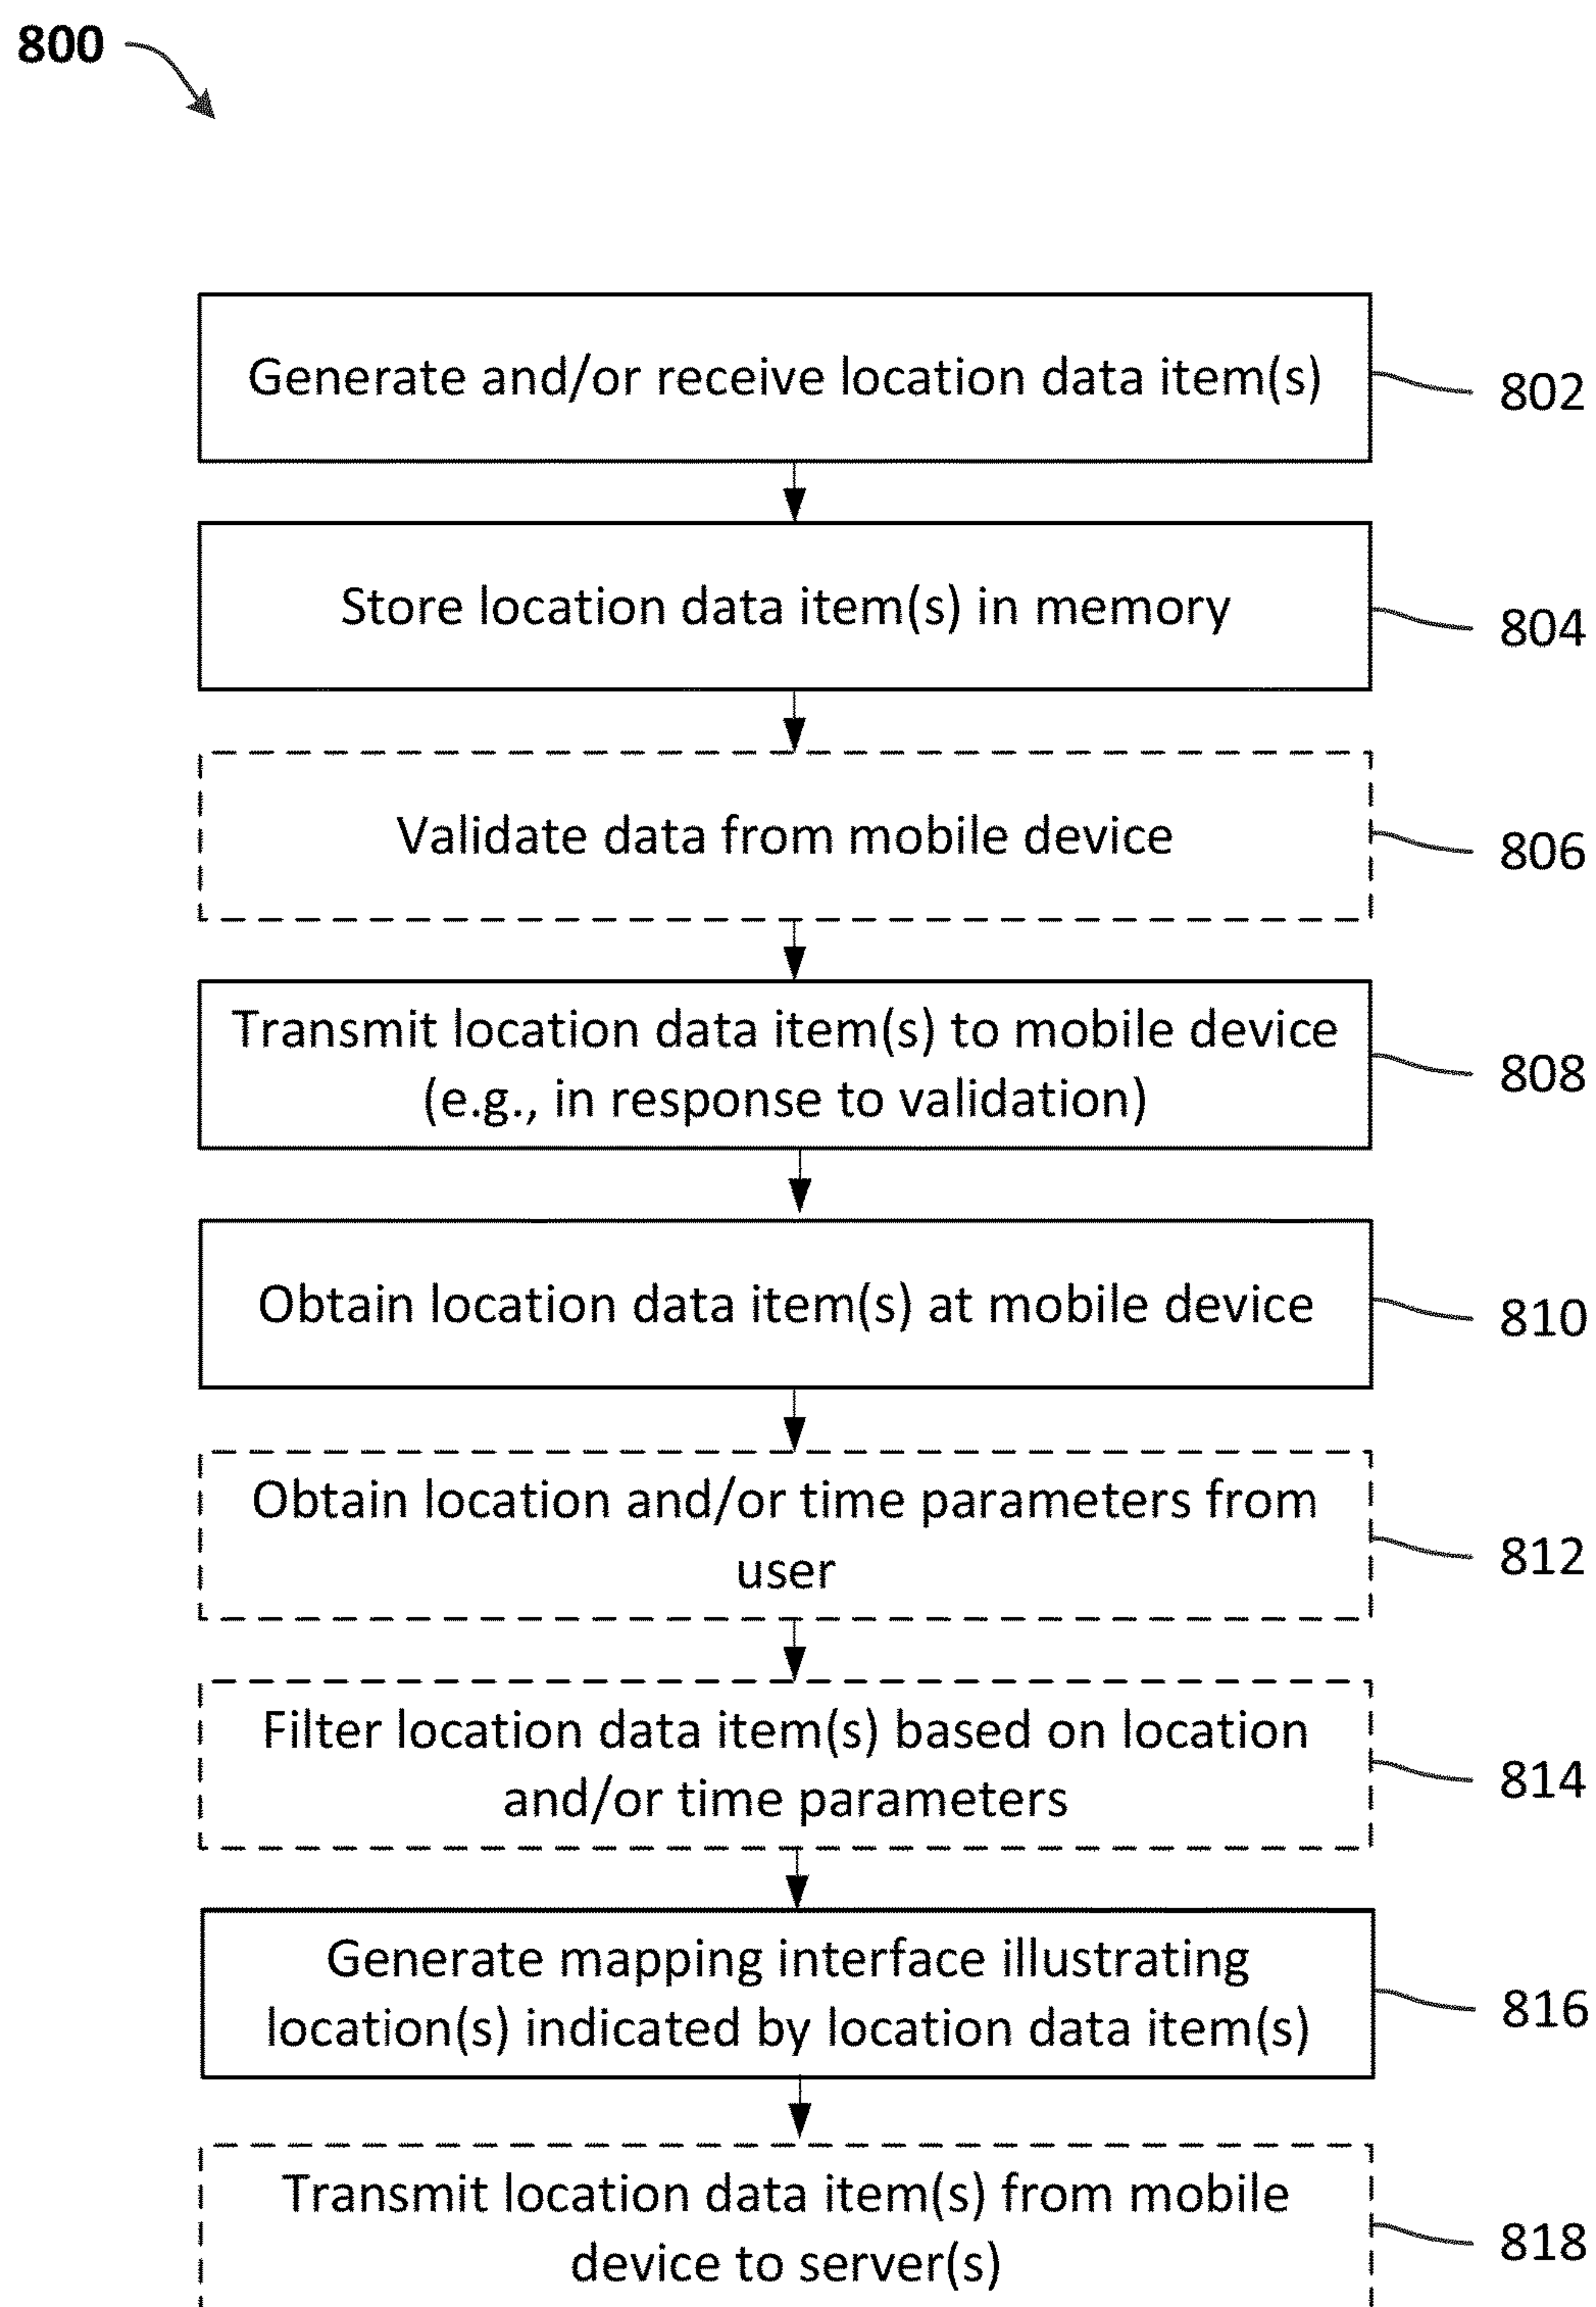 800
Generate and/or receive location data item(s)
802
Store location data item(s) in memory
804
Validate data from mobile device
806
Transmit location data item(s) to mobile device
(e.g., in response to validation)
808
Obtain location data item(s) at mobile device
810
Obtain location and/or time parameters from
user
812
Filter location data item(s) based on location
and/or time parameters
814
Generate mapping interface illustrating
location(s) indicated by location data item(s)
816
Transmit location data item(s) from mobile
device to server(s)
818